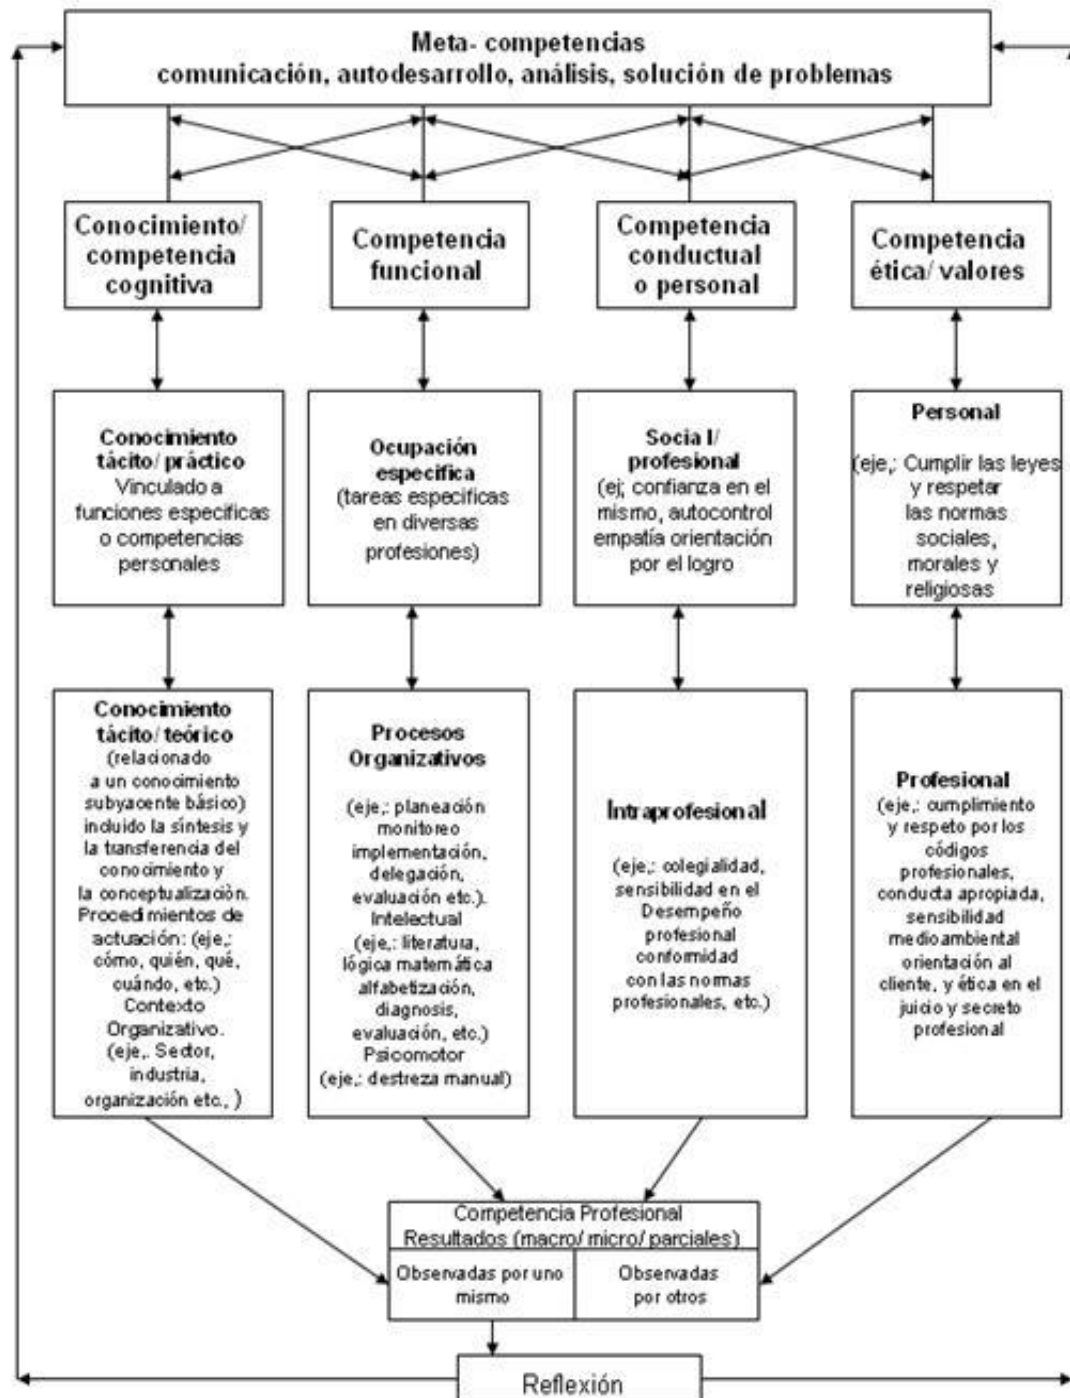 Meta- competencias
comunicación, autodesarrollo, análisis, solución de problemas
Conocimiento/
competencia
cognitiva
Competencia
funcional
Competencia
conductual
o personal
Competencia
ética/ valores
Conocimiento
tácito/ práctico
Vinculado a
funciones específicas
o competencias
personales
Ocupación
especifica
(tareas especificas
en diversas
profesiones)
Socia l/
profesional
(ej; confianza en el
mismo, autocontrol
empatía orientación
por el logro
Personal
(eje,: Cumplir las leyes
y respetar
las normas
sociales,
morales y
religiosas
Conocimiento
tácito/ teórico
(relacionado
a un conocimiento
subyacente básico)
incluido la síntesis y
la transferencia del
conocimiento y
la conceptualización.
Procedimientos de
actuación: (eje,:
cómo, quién, qué,
cuándo, etc.)
Contexto
Organizativo.
(eje,. Sector,
industria,
organización etc., )
Procesos
Organizativos
(eje,: planeación
monitoreo
implementación,
delegación,
evaluación etc.).
Intelectual
(eje,: literatura,
lógica matemática
alfabetización,
diagnosis,
evaluación, etc.)
Psicomotor
(eje,: destreza manual)
Intraprofesional
(eje,: colegialidad,
sensibilidad en el
Desempeño
profesional
conformidad
con las normas
profesionales, etc.)
Profesional
(eje,: cumplimiento
y respeto por los
códigos
profesionales,
conducta apropiada,
sensibilidad
medioambiental
orientación al
cliente, y ética en el
juicio y secreto
profesional
Competencia Profesional
Resultados (macro/ micro/ parciales)
Observadas por uno
mismo
Observadas
por otros
Reflexión